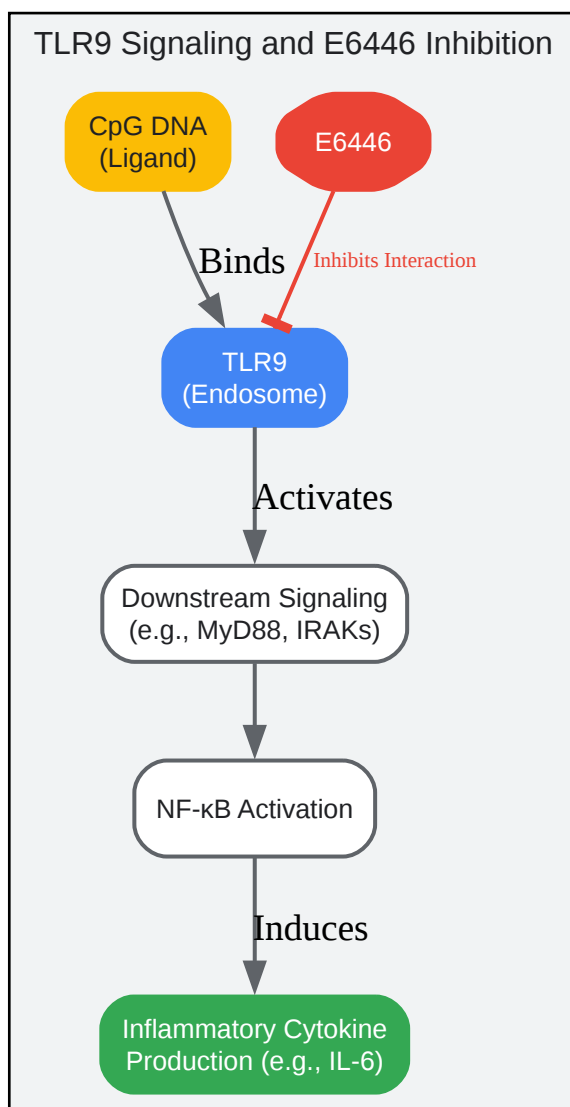 TLR9 Signaling and E6446 Inhibition
CpG DNA
(Ligand)
E6446
Binds
Inhibits Interaction
TLR9
(Endosome)
Activates
Downstream Signaling
(e.g., MyD88, IRAKs)
NF-κB Activation
Induces
Inflammatory Cytokine
Production (e.g., IL-6)